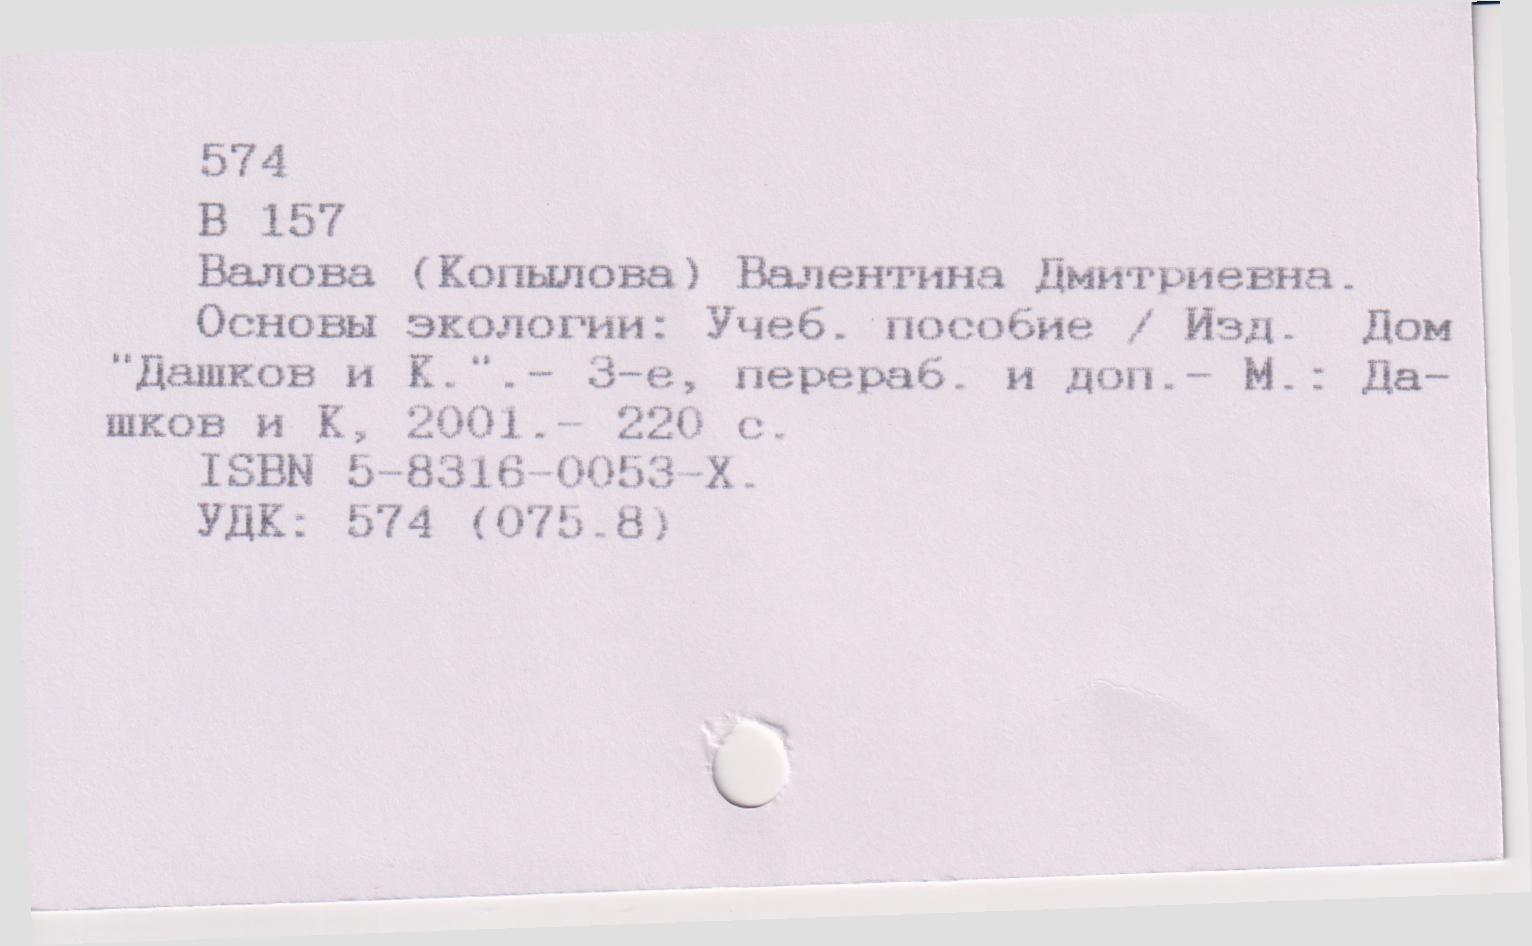 574
В 157
Валова (Копылова) Валентина Дмитриевна.
Основы экологии: Учеб. пособие / Изд. Дом
"Дашков и К.".- 3-е, перераб. и доп.- М.: Да-
шков и К, 2001.- 220 с.
ISBN 5-8316-0053-X.
УДК: 574 (075.8)